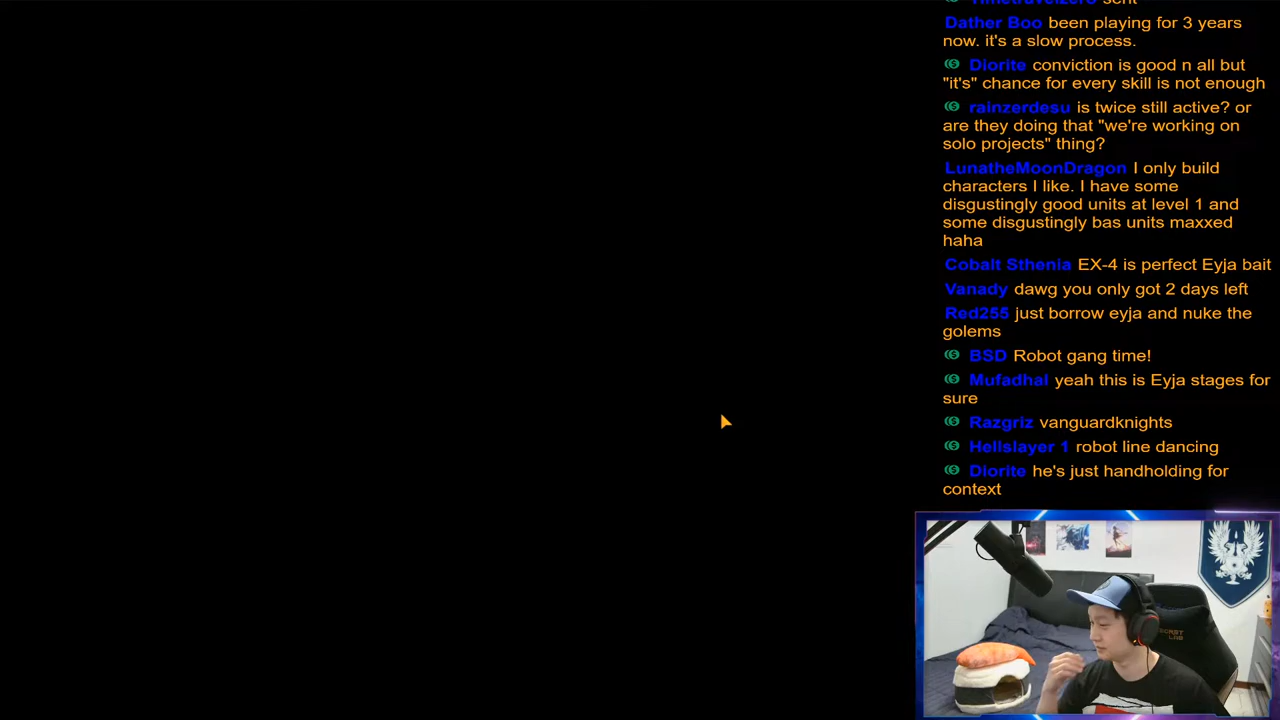 sent
Dather Boo been playing for 3 years
now. it's a slow process.
Diorite conviction is good n all but
"it's" chance for every skill is not enough
rainzerdesu is twice still active? or
are they doing that "we're working on
solo projects" thing?
LunatheMoonDragon I only build
characters I like. I have some
disgustingly good units at level 1 and
some disgustingly bas units maxxed
haha
Cobalt Sthenia EX-4 is perfect Eyja bait
Vanady dawg you only got 2 days left
Red255 just borrow eyja and nuke the
golems
BSD Robot gang time!
Mufadhal yeah this is Eyja stages for
sure
Razgriz vanguardknights
Hellslayer 1 robot line dancing
Diorite he's just handholding for
context